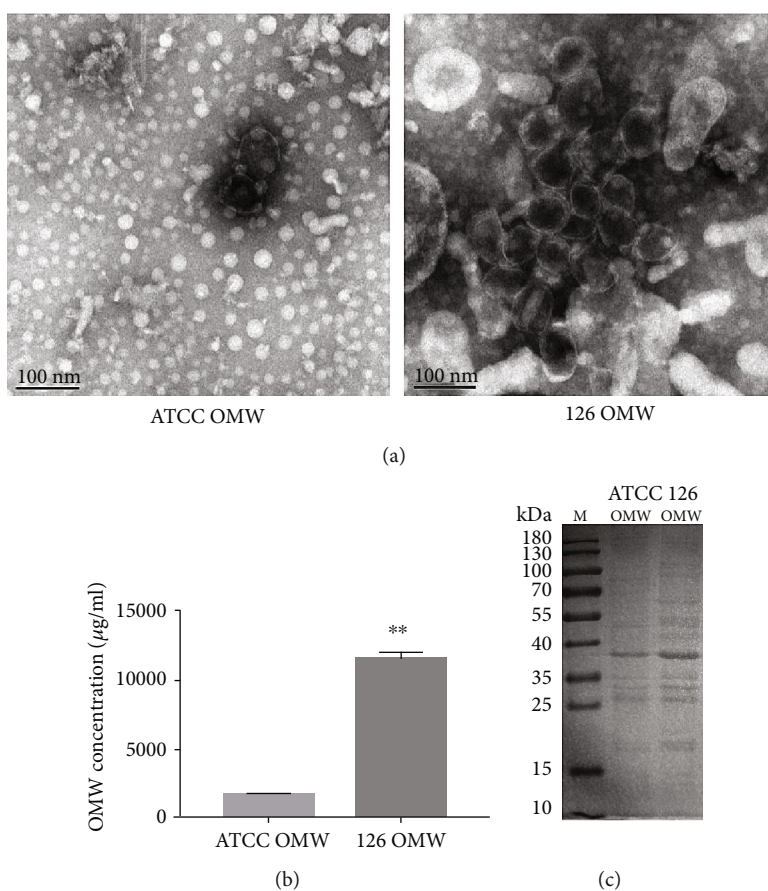 100 nm
100 nm
ATCC OMW
126 OMW
(a)
OMW concentration (μg/ml)
15000
10000
5000
0
**
ATCC OMW
126 OMW
(b)
ATCC 126
kDa M OMW OMW
180
130
100
70
55
40
35
25
15
10
(c)